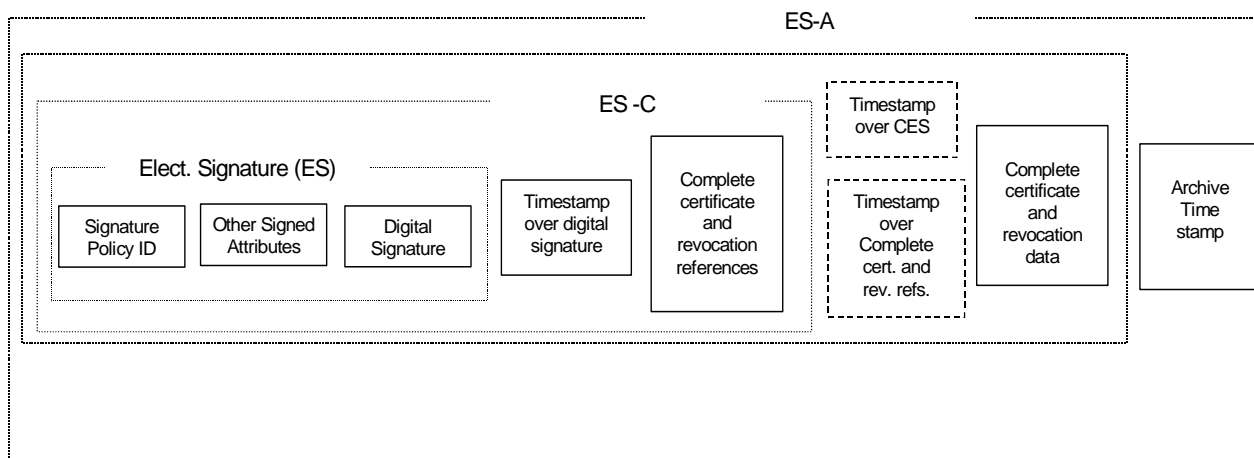 ES-A
ES -C
Elect. Signature (ES)
Signature
Policy ID
Other Signed
Attributes
Digital
Signature
Timestamp
over digital
signature
Complete
certificate
and
revocation
references
Timestamp
over CES
Timestamp
over
Complete
cert. and
rev. refs.
Complete
certificate
and
revocation
data
Archive
Time
stamp